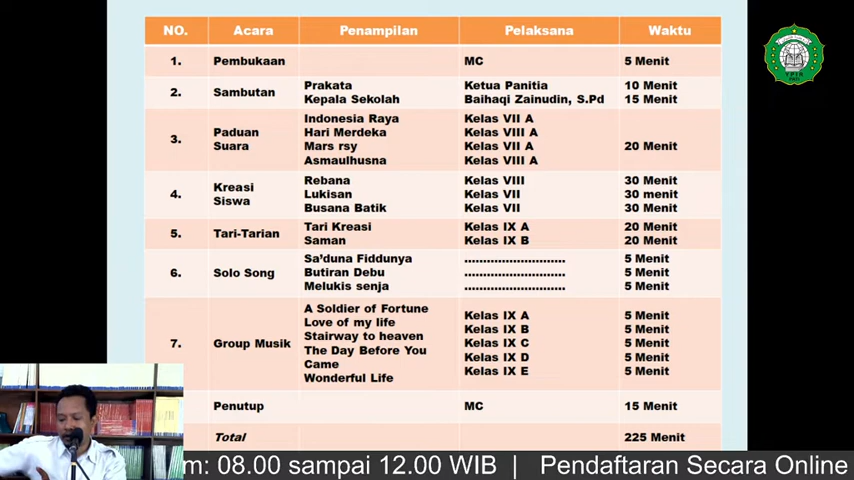 NO. Acara Penampilan Pelaksana Waktu
1. Pembukaan MC 5 Menit
2. Sambutan Prakata Ketua Panitia 10 Menit
Kepala Sekolah Baihaqi Zainudin, S.Pd 15 Menit
3. Paduan Suara Indonesia Raya Kelas VII A
Hari Merdeka Kelas VIII A
Mars rsy Kelas VII A 20 Menit
Asmaulhusna Kelas VIII A
4. Kreasi Siswa Rebana Kelas VIII 30 Menit
Lukisan Kelas VII 30 menit
Busana Batik Kelas VII 30 Menit
5. Tari-Tarian Tari Kreasi Kelas IX A 20 Menit
Saman Kelas IX B 20 Menit
6. Solo Song Sa'duna Fiddunya ........................... 5 Menit
Butiran Debu ........................... 5 Menit
Melukis senja ........................... 5 Menit
7. Group Musik A Soldier of Fortune Kelas IX A 5 Menit
Love of my life Kelas IX B 5 Menit
Stairway to heaven Kelas IX C 5 Menit
The Day Before You Came Kelas IX D 5 Menit
Wonderful Life Kelas IX E 5 Menit
Penutup MC 15 Menit
Total 225 Menit
m: 08.00 sampai 12.00 WIB | Pendaftaran Secara Online